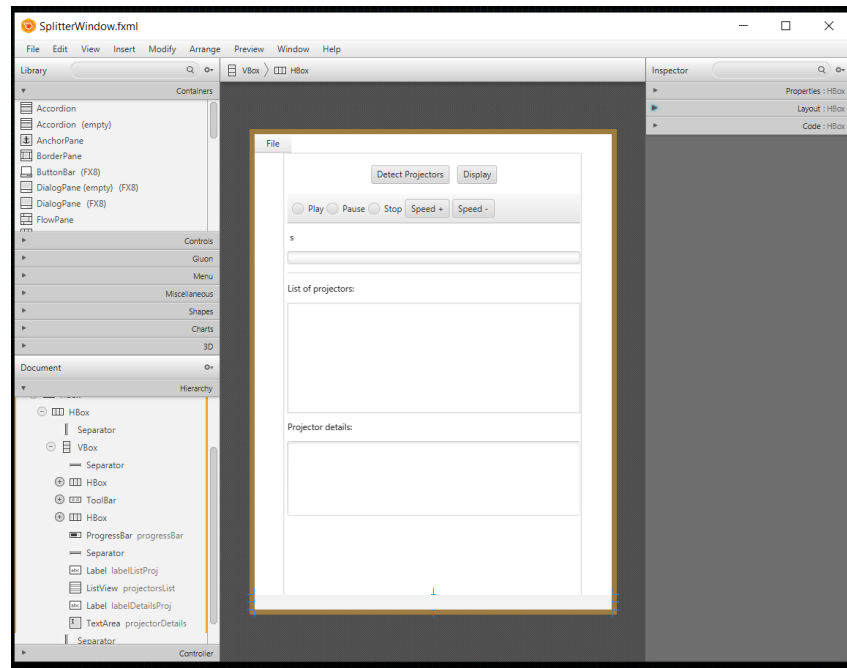 SplitterWindow.fxml
File Edit View Insert Modify Arrange Preview Window Help
Library
VBox HBox
Inspector
Containers
Accordion
Accordion (empty)
AnchorPane
BorderPane
ButtonBar (FX8)
DialogPane (empty) (FX8)
DialogPane (FX8)
FlowPane
Controls
Gluon
Menu
Miscellaneous
Shapes
Charts
3D
Document
Hierarchy
HBox
Separator
VBox
Separator
HBox
ToolBar
HBox
ProgressBar progressBar
Separator
Label labelListProj
ListView projectorsList
Label labelDetailsProj
TextArea projectorDetails
Separator
Controller
File
Detect Projectors Display
Play Pause Stop Speed + Speed -
s
List of projectors:
Projector details:
Properties : HBox
Layout : HBox
Code : HBox